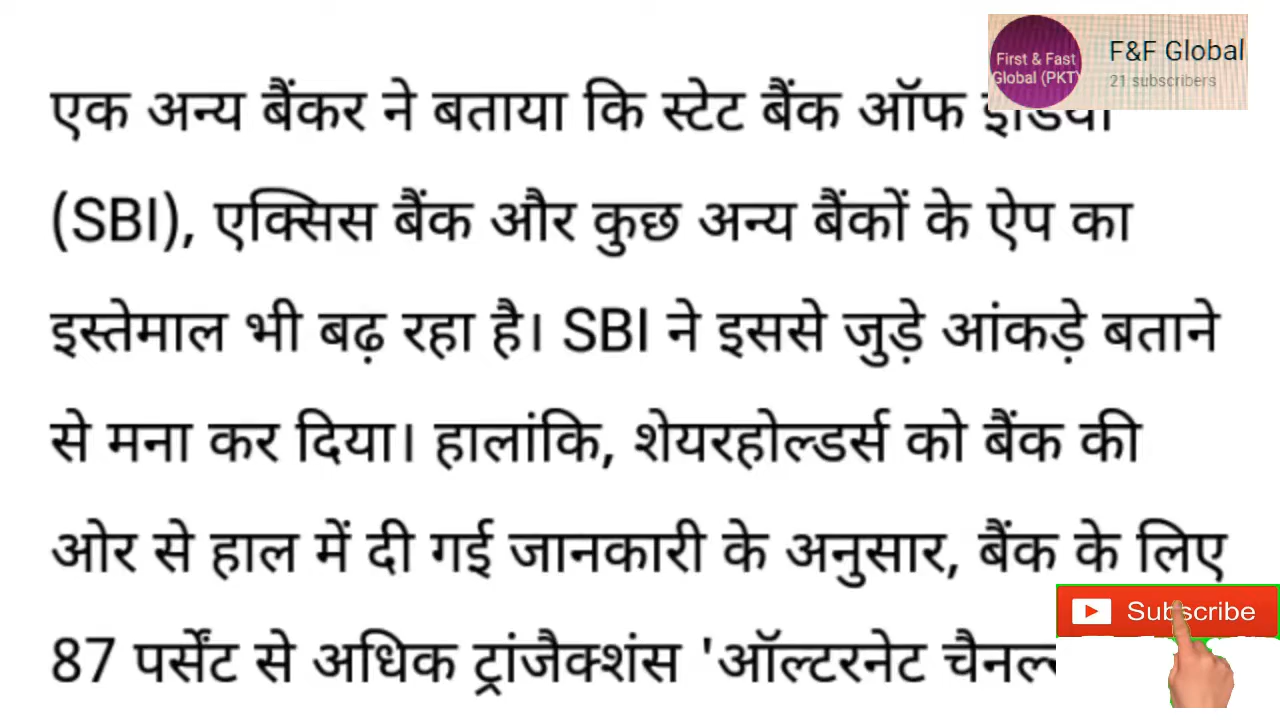 First & Fast
Global (PKT)
F&F Global
21 subscribers
एक अन्य बैंकर ने बताया कि स्टेट बैंक ऑफ इंडिया
(SBI), एक्सिस बैंक और कुछ अन्य बैंकों के ऐप का
इस्तेमाल भी बढ़ रहा है। SBI ने इससे जुड़े आंकड़े बताने
से मना कर दिया। हालांकि, शेयरहोल्डर्स को बैंक की
ओर से हाल में दी गई जानकारी के अनुसार, बैंक के लिए
Subscribe
87 पर्सेंट से अधिक ट्रांजैक्शंस 'ऑल्टरनेट